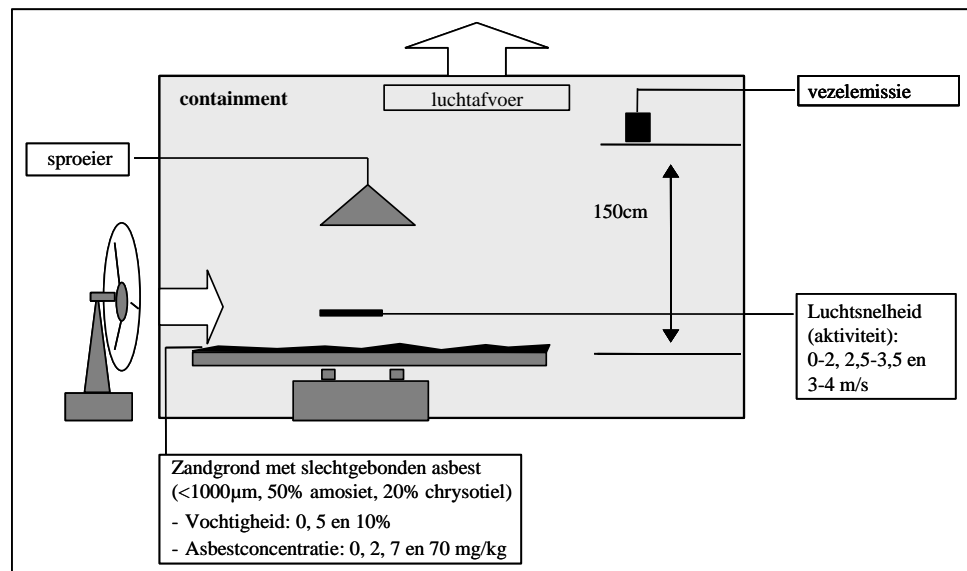 containment
luchtafvoer
vezelemissie
sproeier
150cm
Luchtsnelheid
(aktiviteit):
0-2, 2,5-3,5 en
3-4 m/s
Zandgrond met slechtgebonden asbest
(<1000µm, 50% amosiet, 20% chrysotiel)
- Vochtigheid: 0, 5 en 10%
- Asbestconcentratie: 0, 2, 7 en 70 mg/kg